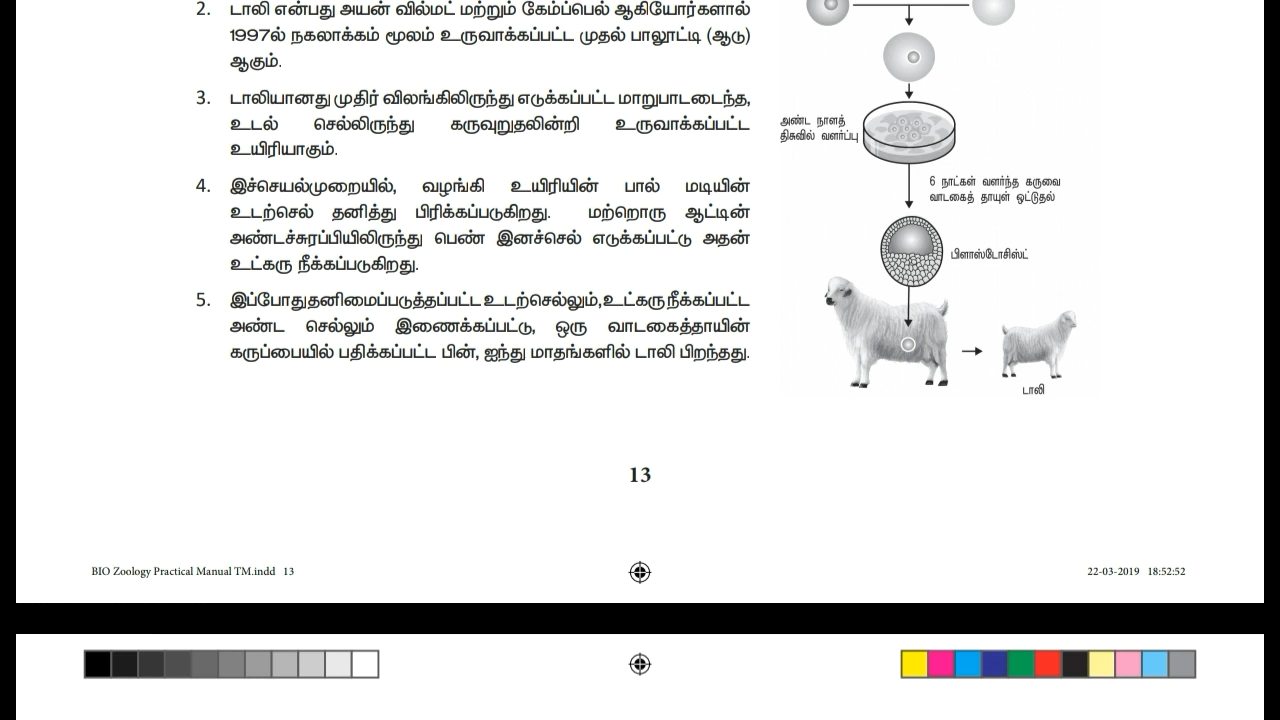 2. டாலி என்பது அயன் வில்மட் மற்றும் கேம்ப்பெல் ஆகியோர்களால்
1997ல் நகலாக்கம் மூலம் உருவாக்கப்பட்ட முதல் பாலூட்டி (ஆடு)
ஆகும்.
3. டாலியானது முதிர் விலங்கிலிருந்து எடுக்கப்பட்ட மாறுபாடடைந்த,
உடல் செல்லிருந்து கருவுறுதலின்றி உருவாக்கப்பட்ட
உயிரியாகும்.
4. இச்செயல்முறையில், வழங்கி உயிரியின் பால் மடியின்
உடற்செல் தனித்து பிரிக்கப்படுகிறது. மற்றொரு ஆட்டின்
அண்டச்சுரப்பியிலிருந்து பெண் இனச்செல் எடுக்கப்பட்டு அதன்
உட்கரு நீக்கப்படுகிறது.
5. இப்போது தனிமைப்படுத்தப்பட்ட உடற்செல்லும், உட்கரு நீக்கப்பட்ட
அண்ட செல்லும் இணைக்கப்பட்டு, ஒரு வாடகைத்தாயின்
கருப்பையில் பதிக்கப்பட்ட பின், ஐந்து மாதங்களில் டாலி பிறந்தது.
அண்ட நாளத்
திசுவில் வளர்ப்பு
6 நாட்கள் வளர்ந்த கருவை
வாடகைத் தாயுள் ஒட்டுதல்
பிளாஸ்டோசிஸ்ட்
டாலி
13
BIO Zoology Practical Manual TM.indd 13
22-03-2019 18:52:52